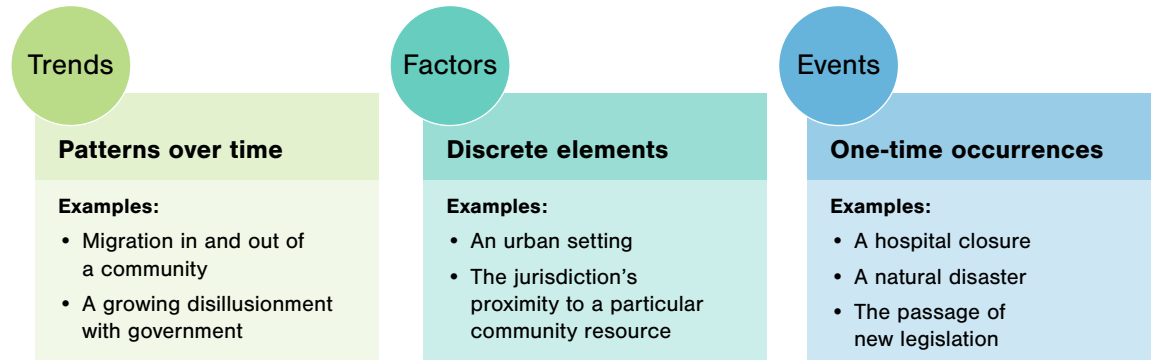 Trends
Patterns over time
Examples:
• Migration in and out of
a community
• A growing disillusionment
with government
Factors
Discrete elements
Examples:
• An urban setting
• The jurisdiction’s
proximity to a particular
community resource
Events
One-time occurrences
Examples:
• A hospital closure
• A natural disaster
• The passage of
new legislation